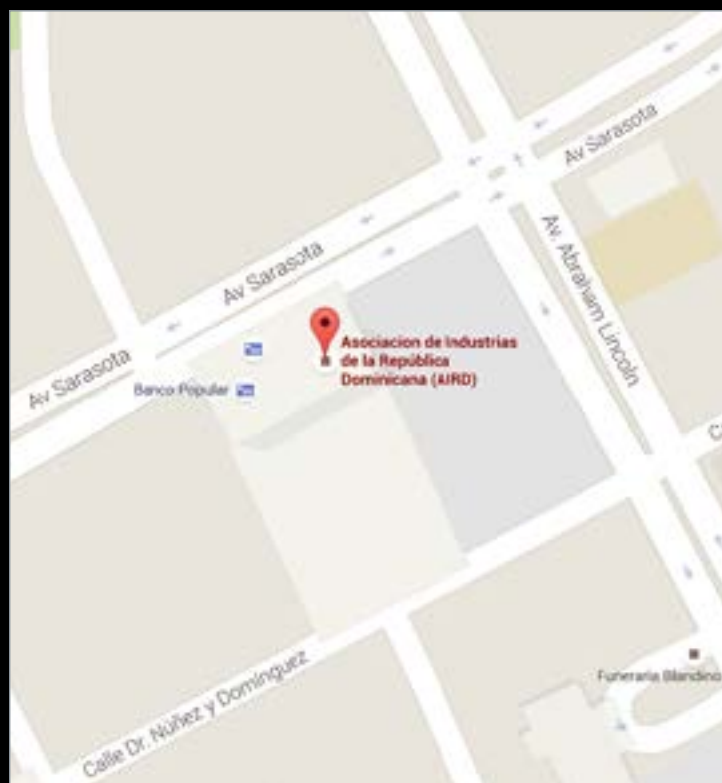 Av Sarasota
Av Sarasota
Av Sarasota
Av. Abraham Lincoln
Asociacion de Industrias
de la República
Dominicana (AIRD)
Banco Popular
C
Calle Dr. Núñez y Domínguez
Funeraria Blandino